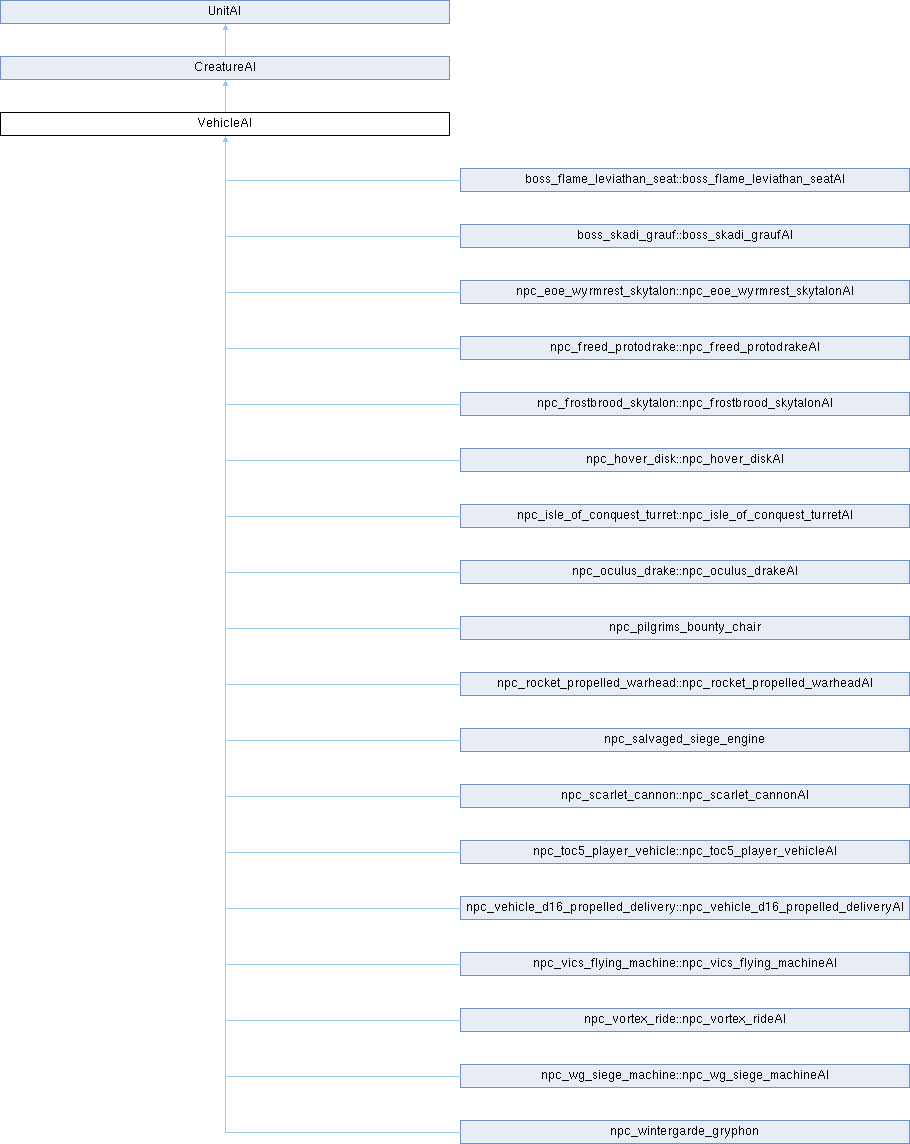 UnitAI
CreatureAI
VehicleAI
boss_flame_leviathan_seat::boss_flame_leviathan_seatAI
boss_skadi_grauf::boss_skadi_graufAI
npc_eoe_wyrmrest_skytalon::npc_eoe_wyrmrest_skytalonAI
npc_freed_protodrake::npc_freed_protodrakeAI
npc_frostbrood_skytalon::npc_frostbrood_skytalonAI
npc_hover_disk::npc_hover_diskAI
npc_isle_of_conquest_turret::npc_isle_of_conquest_turretAI
npc_oculus_drake::npc_oculus_drakeAI
npc_pilgrims_bounty_chair
npc_rocket_propelled_warhead::npc_rocket_propelled_warheadAI
npc_salvaged_siege_engine
npc_scarlet_cannon::npc_scarlet_cannonAI
npc_toc5_player_vehicle::npc_toc5_player_vehicleAI
npc_vehicle_d16_propelled_delivery::npc_vehicle_d16_propelled_deliveryAI
npc_vics_flying_machine::npc_vics_flying_machineAI
npc_vortex_ride::npc_vortex_rideAI
npc_wg_siege_machine::npc_wg_siege_machineAI
npc_wintergarde_gryphon